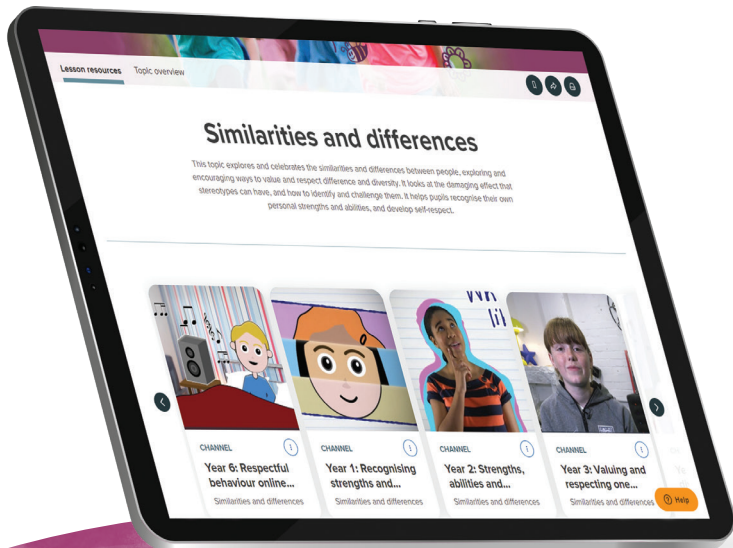 Lesson resources Topic overview
Similarities and differences
This topic explores and celebrates the similarities and differences between people, exploring and
encouraging ways to value and respect difference and diversity. It looks at the damaging effect that
stereotypes can have, and how to identify and challenge them. It helps pupils recognise their own
personal strengths and abilities, and develop self-respect.
CHANNEL
Year 6: Respectful
behaviour online...
Similarities and differences
CHANNEL
Year 1: Recognising
strengths and...
Similarities and differences
CHANNEL
Year 2: Strengths,
abilities and...
Similarities and differences
CHANNEL
Year 3: Valuing and
respecting one...
Similarities and differences
Help